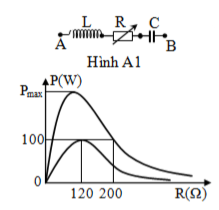 L R C
A B
Hình A1
P(W)
Pmax
100
0
120 200 R(Ω)